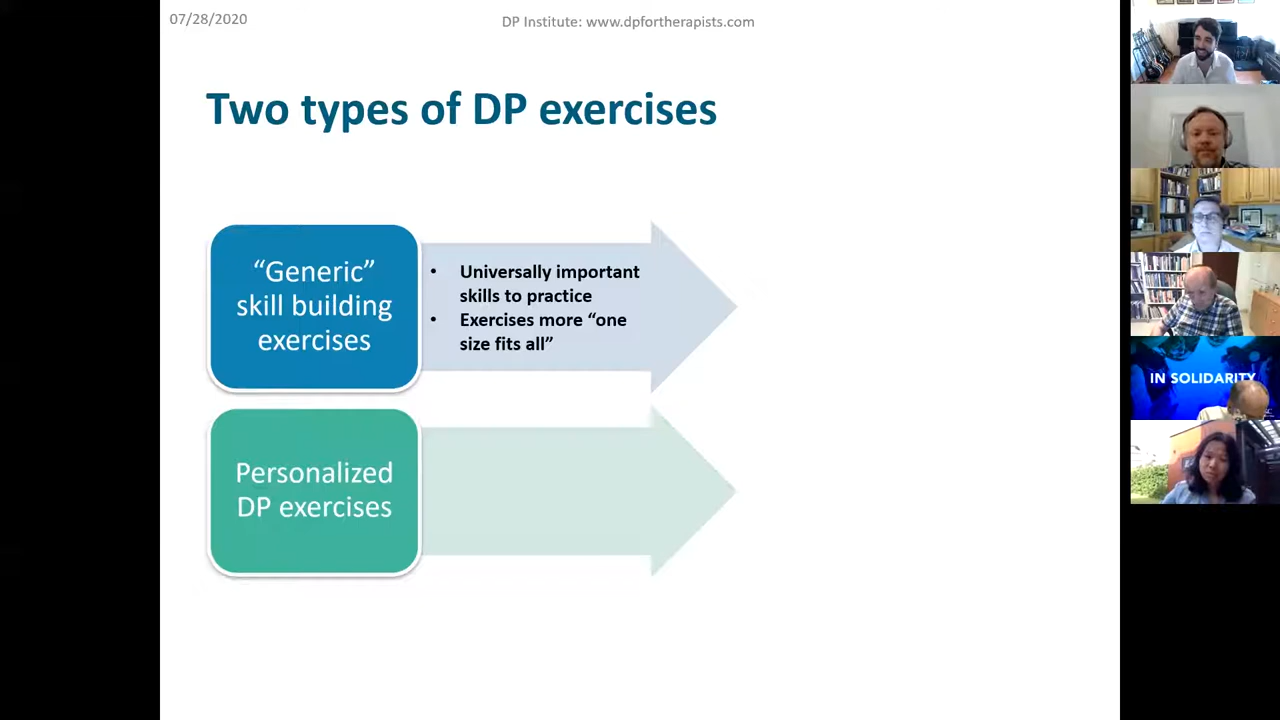 07/28/2020
DP Institute: www.dpfortherapists.com
Two types of DP exercises
“Generic”
skill building
exercises
• Universally important
skills to practice
• Exercises more “one
size fits all”
Personalized
DP exercises
IN SOLIDARITY